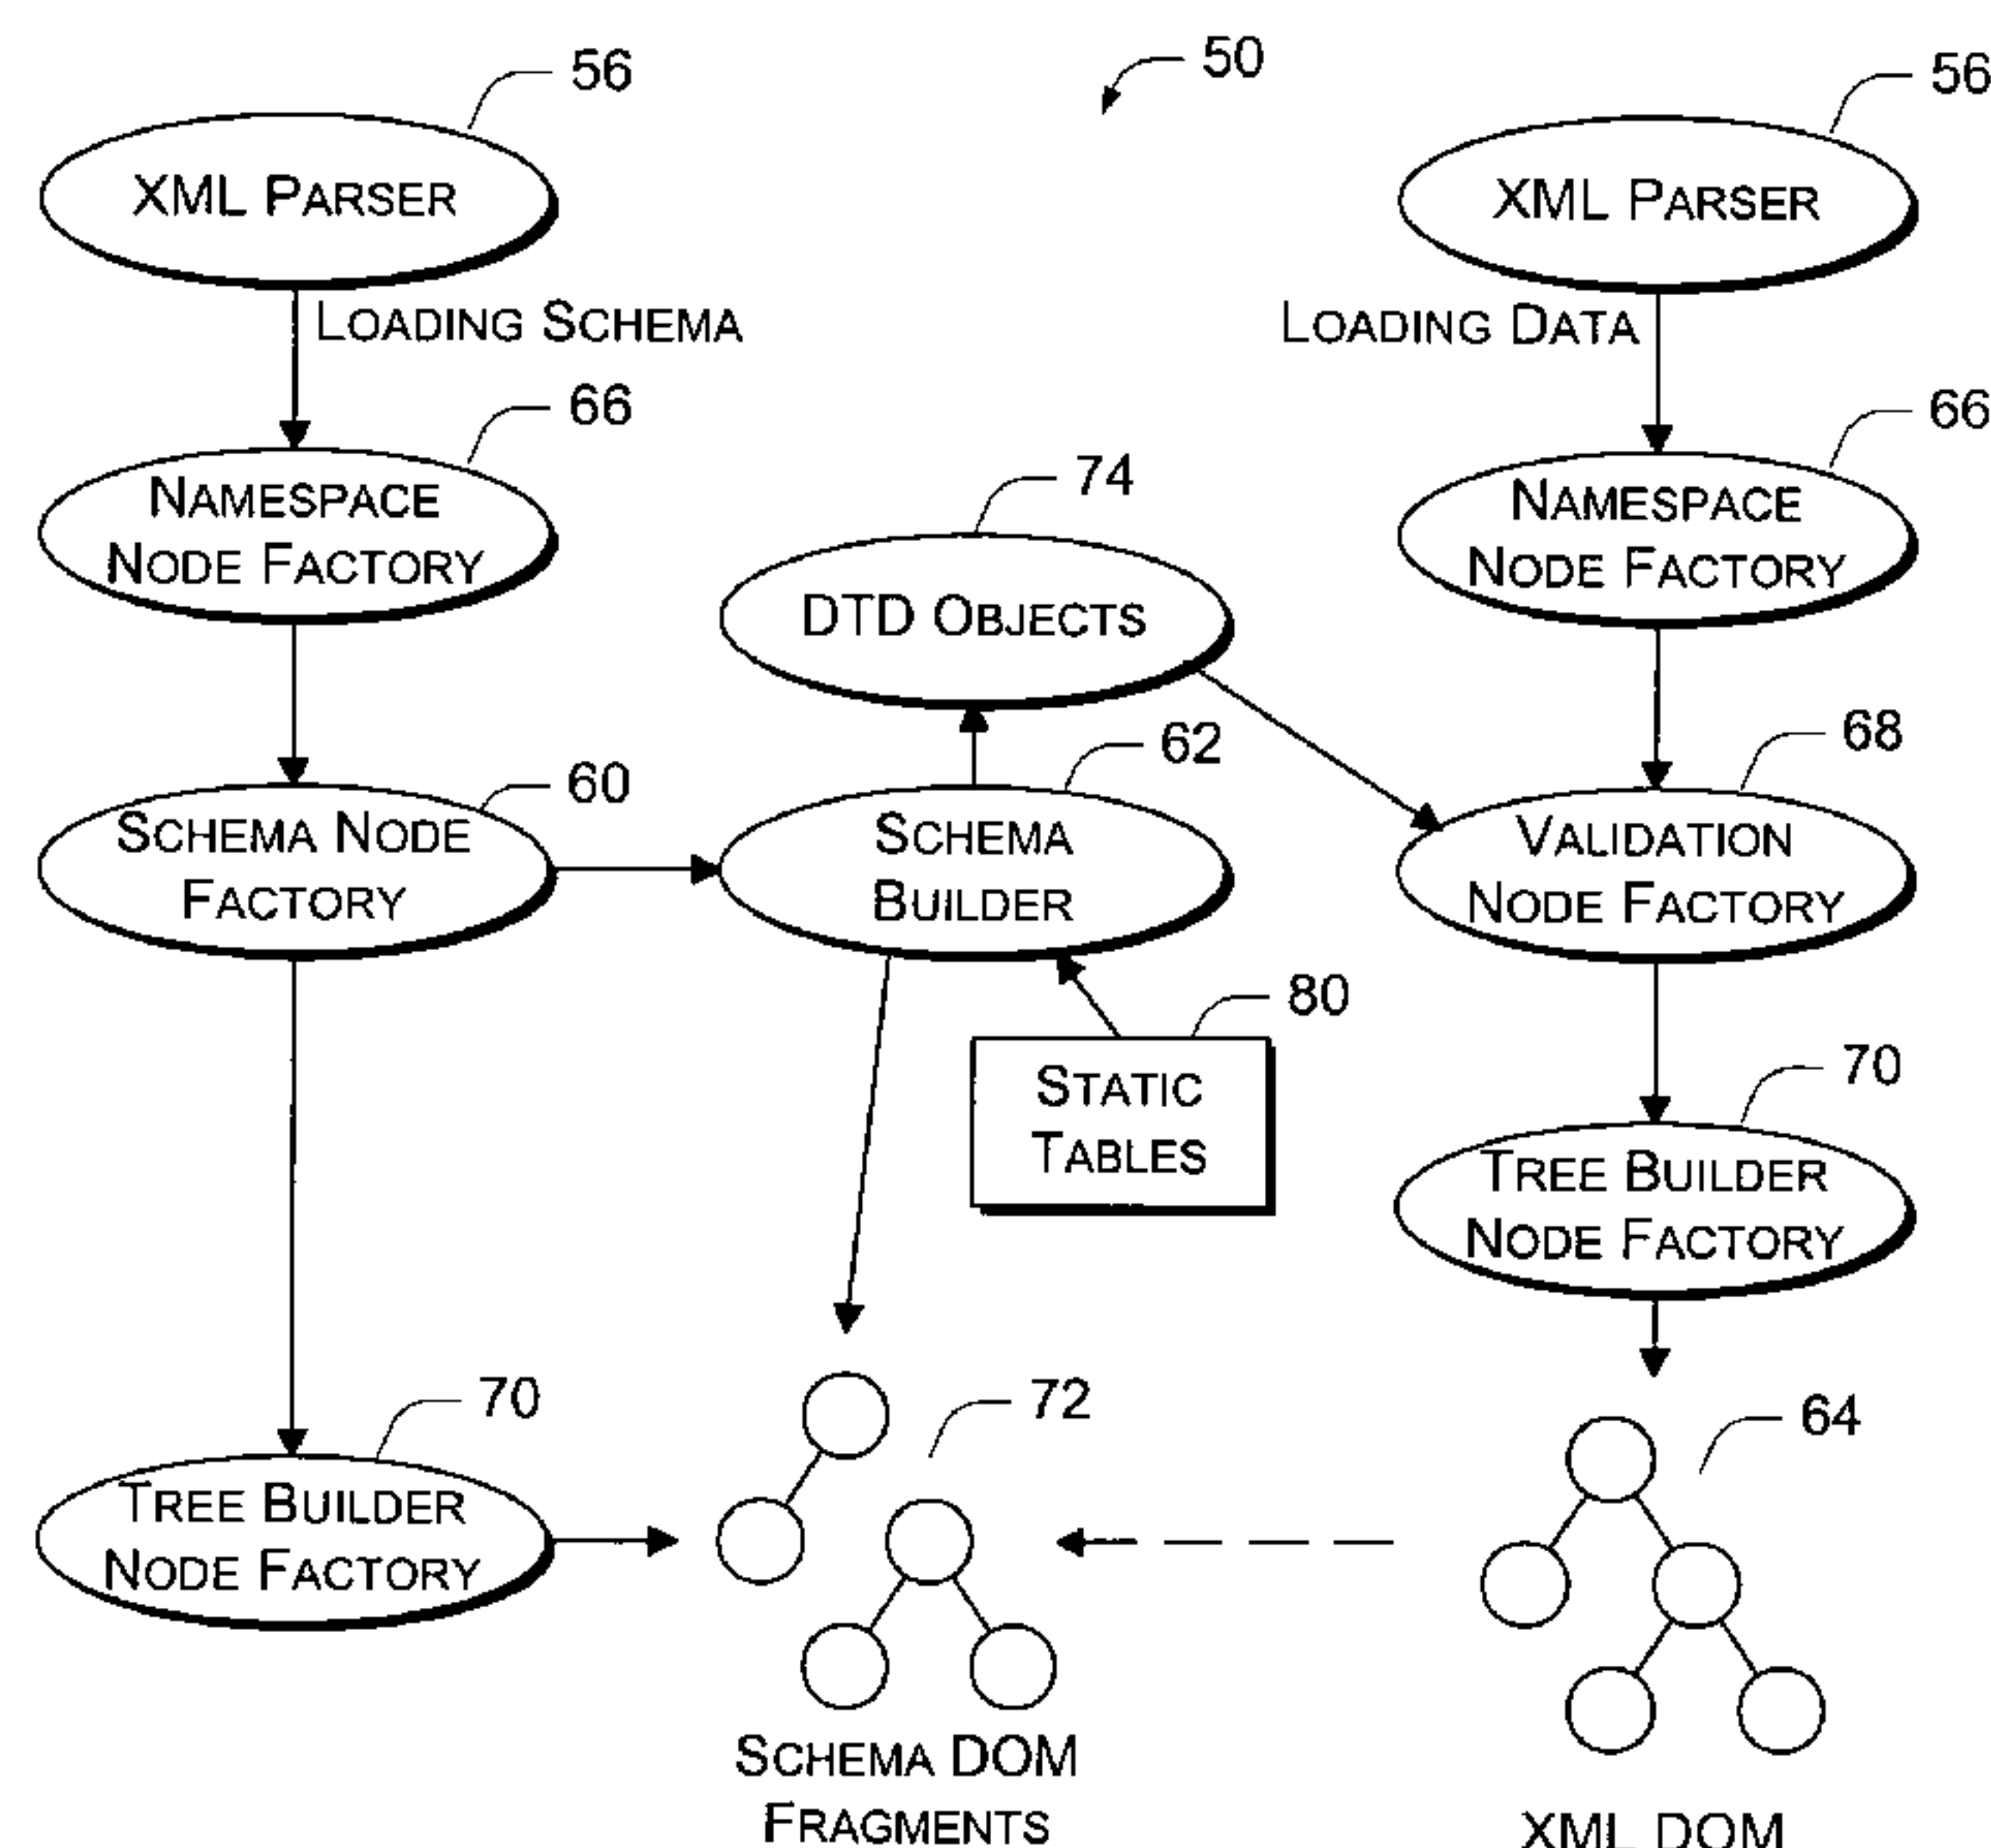 56
50
56
XML PARSER
XML PARSER
LOADING SCHEMA
LOADING DATA
66
66
NAMESPACE
NODE FACTORY
74
NAMESPACE
NODE FACTORY
DTD OBJECTS
60
62
68
SCHEMA NODE
FACTORY
SCHEMA
BUILDER
VALIDATION
NODE FACTORY
80
STATIC
TABLES
70
TREE BUILDER
NODE FACTORY
70
72
64
TREE BUILDER
NODE FACTORY
SCHEMA DOM
FRAGMENTS
XML DOM